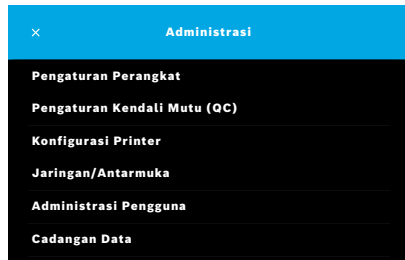 Administrasi
Pengaturan Perangkat
Pengaturan Kendali Mutu (QC)
Konfigurasi Printer
Jaringan/Antarmuka
Administrasi Pengguna
Cadangan Data